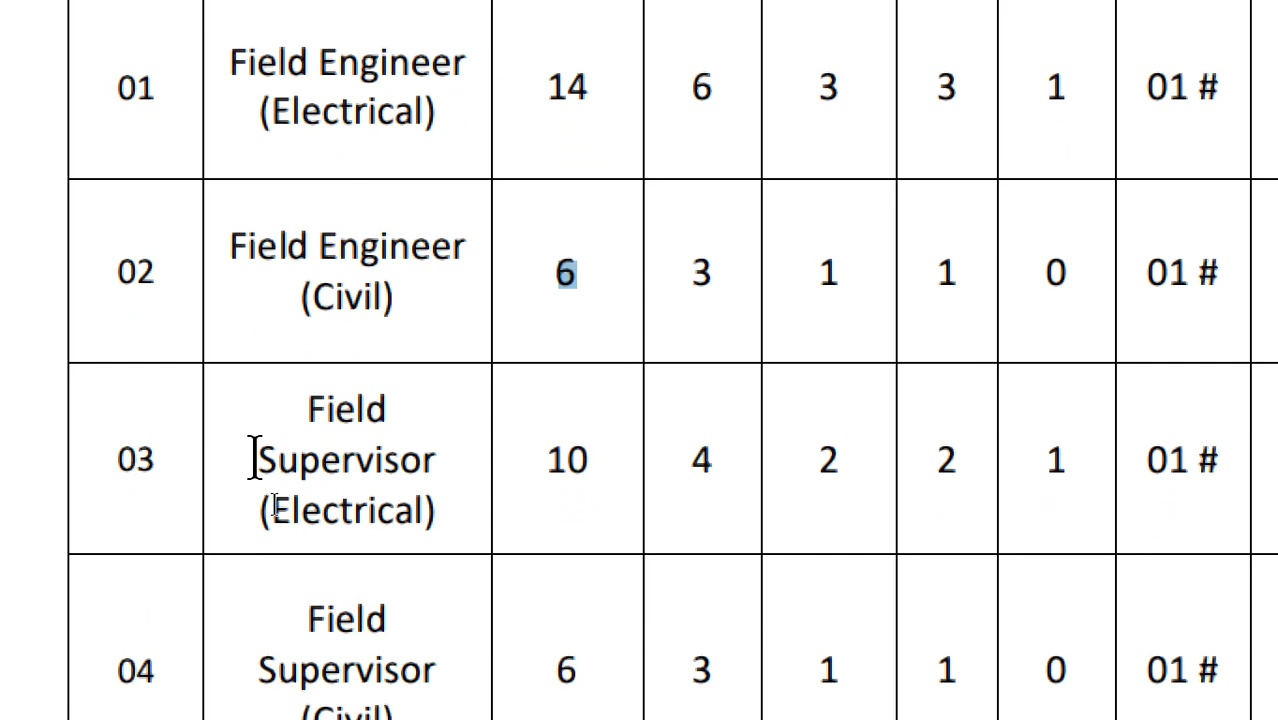 01 Field Engineer (Electrical) 14 6 3 3 1 01 #
02 Field Engineer (Civil) 6 3 1 1 0 01 #
03 Field Supervisor (Electrical) 10 4 2 2 1 01 #
04 Field Supervisor (Civil) 6 3 1 1 0 01 #